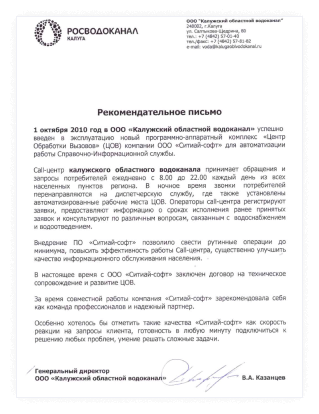 РОСВОДОКАНАЛ
КАЛУГА
ООО "Калужский областной водоканал"
248002, г.Калуга
ул. Салтыкова-Щедрина, 80
тел.: +7 (4842) 57-01-82
тел./факс: +7 (4842) 57-81-82
Рекомендательное письмо
1 октября 2010 год в ООО «Калужский областной водоканал» успешно
введен в эксплуатацию новый программно-аппаратный комплекс «Центр
Обработки Вызовов» (ЦОВ) компании ООО «Ситиай-софт» для автоматизации
работы Справочно-Информационной службы.
Call-центр калужского областного водоканала принимает обращения и
запросы потребителей ежедневно с 8.00 до 22.00 каждый день из всех
населенных пунктов региона. В ночное время звонки потребителей
перенаправляются на диспетчерскую службу, где также установлены
автоматизированные рабочие места ЦОВ. Операторы call-центра регистрируют
заявки, предоставляют информацию о сроках исполнения ранее принятых
заявок и консультируют по различным вопросам, связанным с водоснабжением
и водоотведением.
Внедрение ПО «Ситиай-софт» позволило свести рутинные операции до
минимума, повысить эффективность работы Call-центра, существенно улучшить
качество информационного обслуживания населения.
В настоящее время с ООО «Ситиай-софт» заключен договор на техническое
сопровождение и развитие ЦОВ.
За время совместной работы компания «Ситиай-софт» зарекомендовала себя
как команда профессионалов и надежный партнер.
Особенно хотелось бы отметить такие качества «Ситиай-софт» как скорость
реакции на запросы клиента, готовность в любую минуту подключиться к
решению любых проблем, умение решать сложные задачи.
Генеральный директор
ООО «Калужский областной водоканал»
В.А. Казанцев